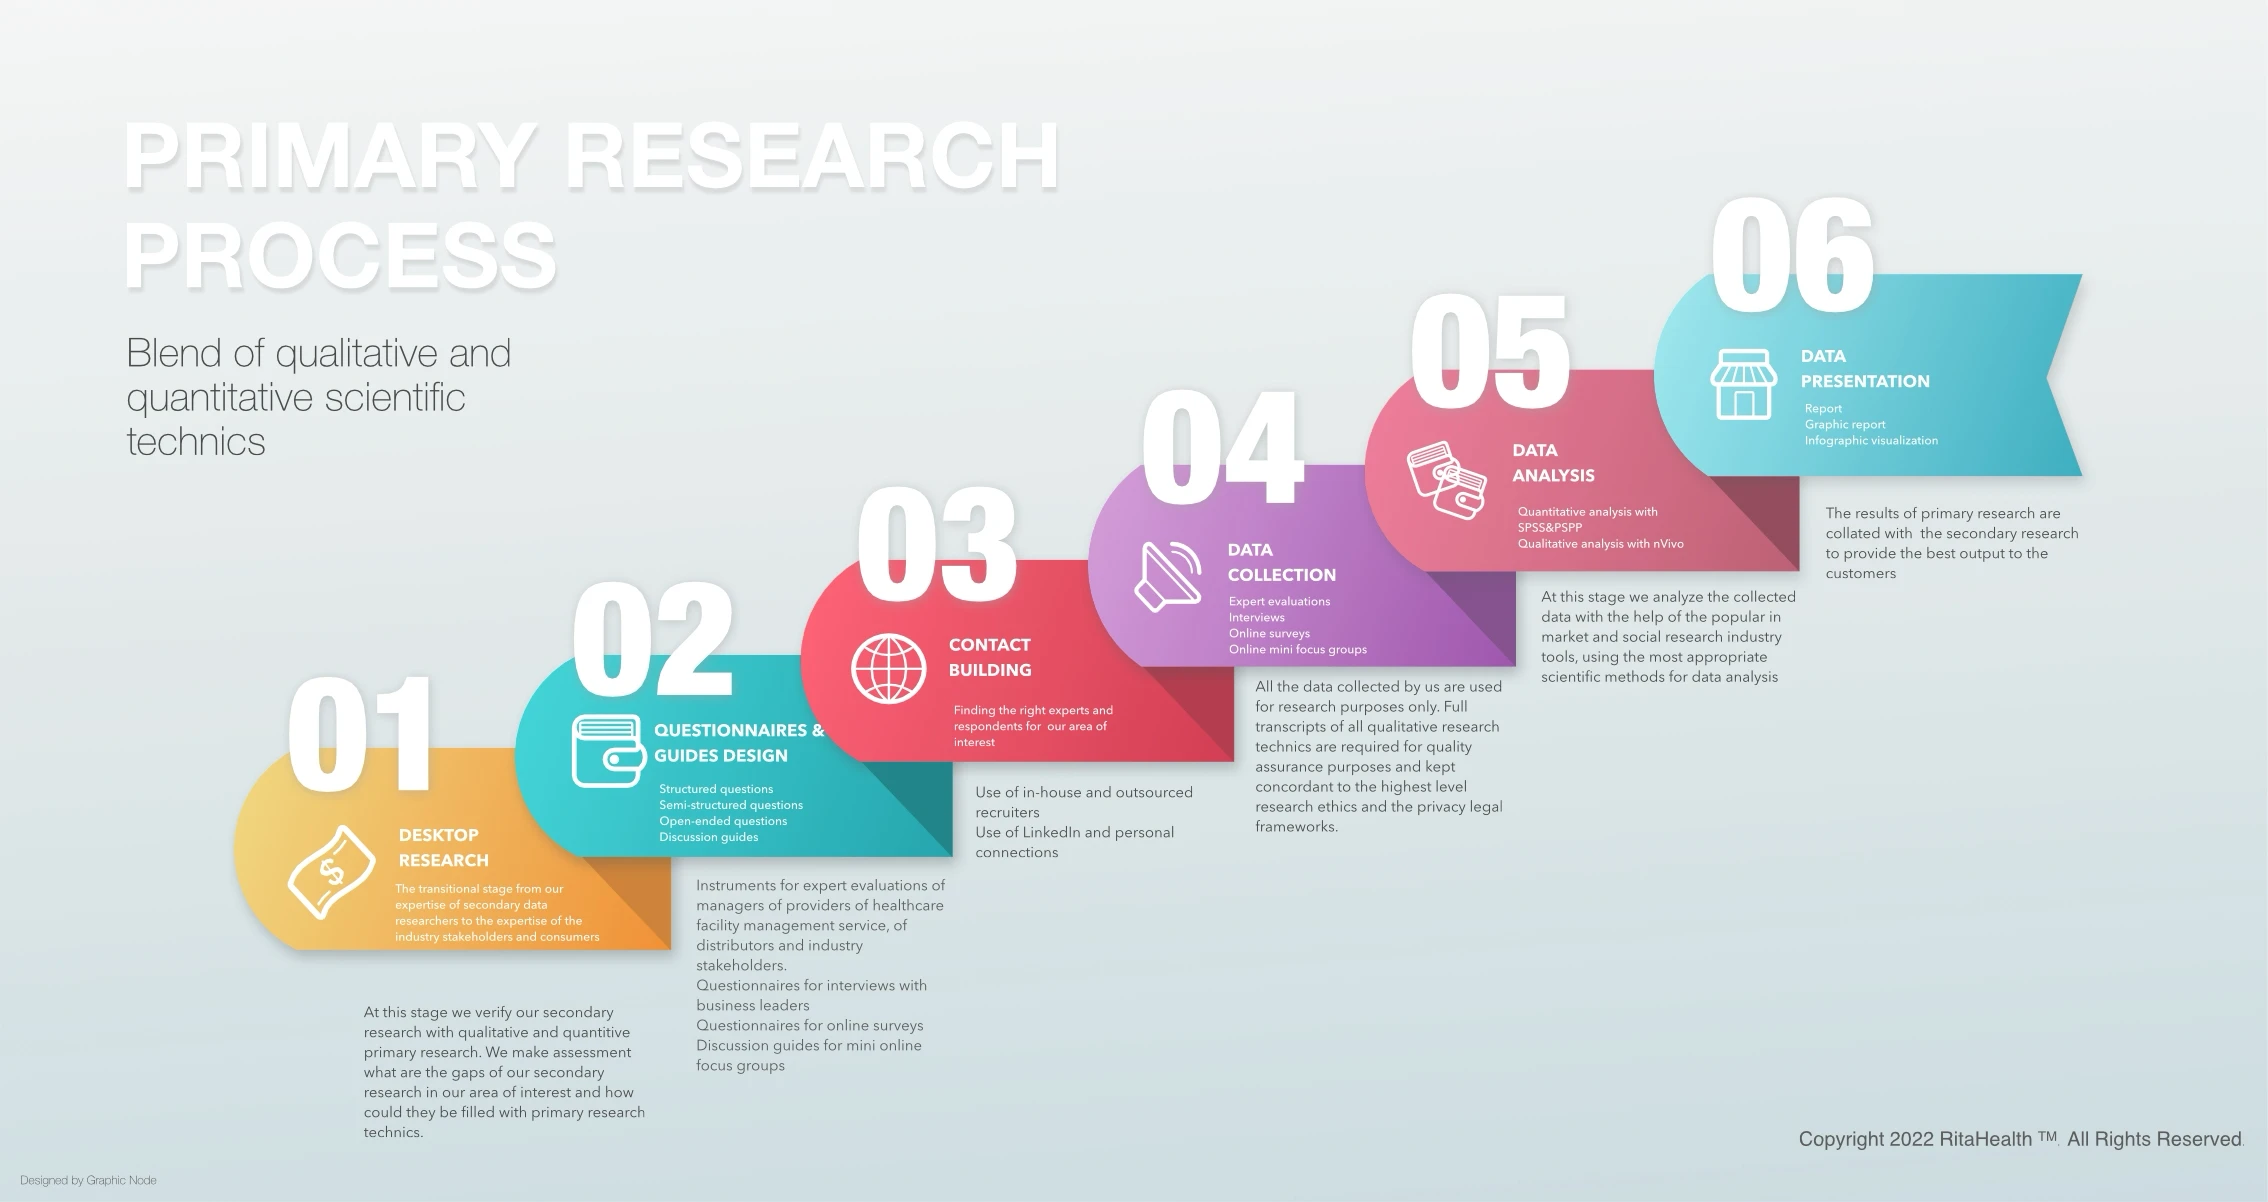 PRIMARY RESEARCH
PROCESS
Blend of qualitative and
quantitative scientific
technics
01
DESKTOP
RESEARCH
The transitional stage from our
expertise of secondary data
researchers to the expertise of the
industry stakeholders and consumers
At this stage we verify our secondary
research with qualitative and quantitive
primary research. We make assessment
what are the gaps of our secondary
research in our area of interest and how
could they be filled with primary research
technics.
02
QUESTIONNAIRES &
GUIDES DESIGN
Structured questions
Semi-structured questions
Open-ended questions
Discussion guides
Instruments for expert evaluations of
managers of providers of healthcare
facility management service, of
distributors and industry
stakeholders.
Questionnaires for interviews with
business leaders
Questionnaires for online surveys
Discussion guides for mini online
focus groups
03
CONTACT
BUILDING
Finding the right experts and
respondents for our area of
interest
Use of in-house and outsourced
recruiters
Use of LinkedIn and personal
connections
04
DATA
COLLECTION
Expert evaluations
Interviews
Online surveys
Online mini focus groups
All the data collected by us are used
for research purposes only. Full
transcripts of all qualitative research
technics are required for quality
assurance purposes and kept
concordant to the highest level
research ethics and the privacy legal
frameworks.
05
DATA
ANALYSIS
Quantitative analysis with
SPSS&PSPP
Qualitative analysis with nVivo
At this stage we analyze the collected
data with the help of the popular in
market and social research industry
tools, using the most appropriate
scientific methods for data analysis
06
DATA
PRESENTATION
Report
Graphic report
Infographic visualization
The results of primary research are
collated with the secondary research
to provide the best output to the
customers
Copyright 2022 RitaHealth ™. All Rights Reserved.
Designed by Graphic Node
$